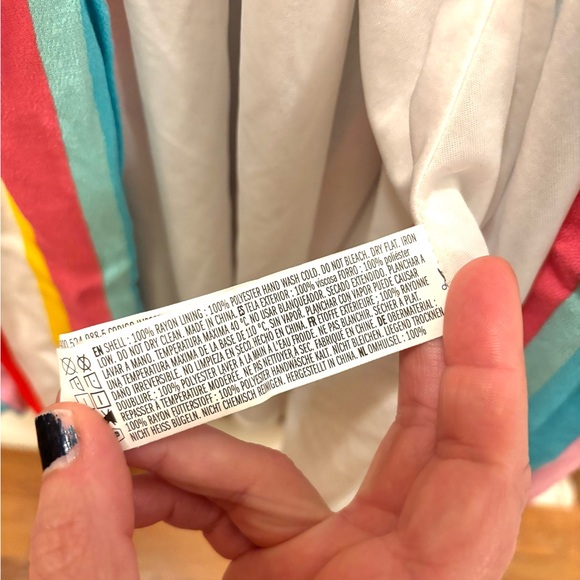 524 988 5 CODIGO
EN SHELL: 100% RAYON LINING: 100% POLYESTER HAND WASH COLD. DO NOT BLEACH. DRY FLAT. IRON
LOW. DO NOT DRY CLEAN. MADE IN CHINA ES TELA EXTERIOR: 100% viscosa FORRO: 100% poliéster
LAVAR A MANO. TEMPERATURA MÁXIMA 40 °C NO USAR BLANQUEADOR. SECADO EXTENDIDO. PLANCHAR A
UNA TEMPERATURA MÁXIMA DE LA BASE DE 110 °C, SIN VAPOR. PLANCHAR CON VAPOR PUEDE CAUSAR
DAÑO IRREVERSIBLE. NO LIMPIEZA EN SECO HECHO EN CHINA. FR ÉTOFFE EXTÉRIEURE: 100% RAYONNE
DOUBLURE: 100% POLYESTER LAVER À LA MAIN À L'EAU FROIDE. NE PAS BLANCHIR. SÉCHER À PLAT.
REPASSER À TEMPÉRATURE MODÉRÉE. NE PAS NETTOYER À SEC. FABRIQUÉ EN CHINE. DE OBERMATERIAL:
100% RAYON FUTTERSTOFF: 100% POLYESTER HANDWÄSCHE KALT. NICHT BLEICHEN. LIEGEND TROCKNEN.
NICHT HEISS BÜGELN. NICHT CHEMISCH REINIGEN. HERGESTELLT IN CHINA. NL OMHULSEL: 100%